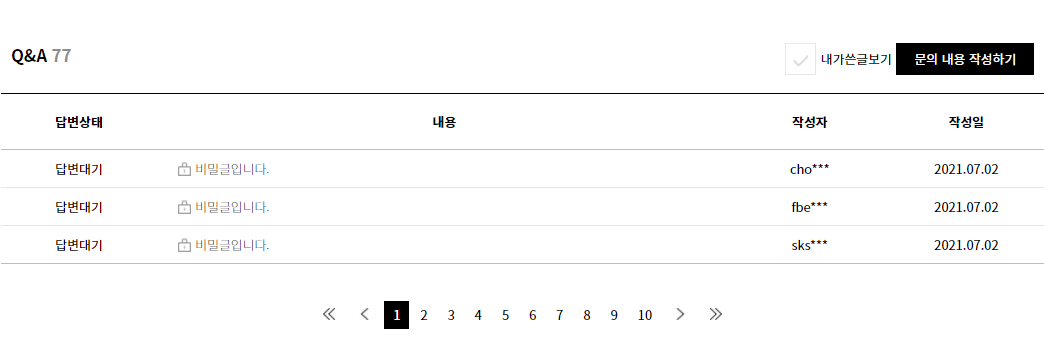 Q&A 77
내가쓴글보기 문의 내용 작성하기
답변상태 내용 작성자 작성일
답변대기 비밀글입니다. cho*** 2021.07.02
답변대기 비밀글입니다. fbe*** 2021.07.02
답변대기 비밀글입니다. sks*** 2021.07.02
1 2 3 4 5 6 7 8 9 10